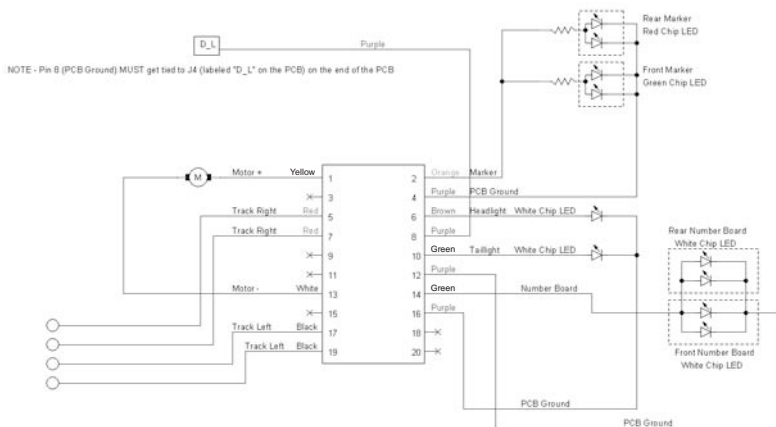 Rear Marker
Red Chip LED
D_L
Purple
NOTE - Pin 8 (PCB Ground) MUST get tied to J4 (labeled "D_L" on the PCB) on the end of the PCB
Front Marker
Green Chip LED
M
Motor + Yellow 1
2 Orange Marker
3
4 Purple PCB Ground
Track Right Red 5
6 Brown Headlight White Chip LED
Track Right Red 7
8 Purple
9
10 Green Taillight White Chip LED
11
12 Purple
Motor - White 13
14 Green Number Board
15
16 Purple
Track Left Black 17
18
Track Left Black 19
20
Rear Number Board
White Chip LED
Front Number Board
White Chip LED
PCB Ground
PCB Ground